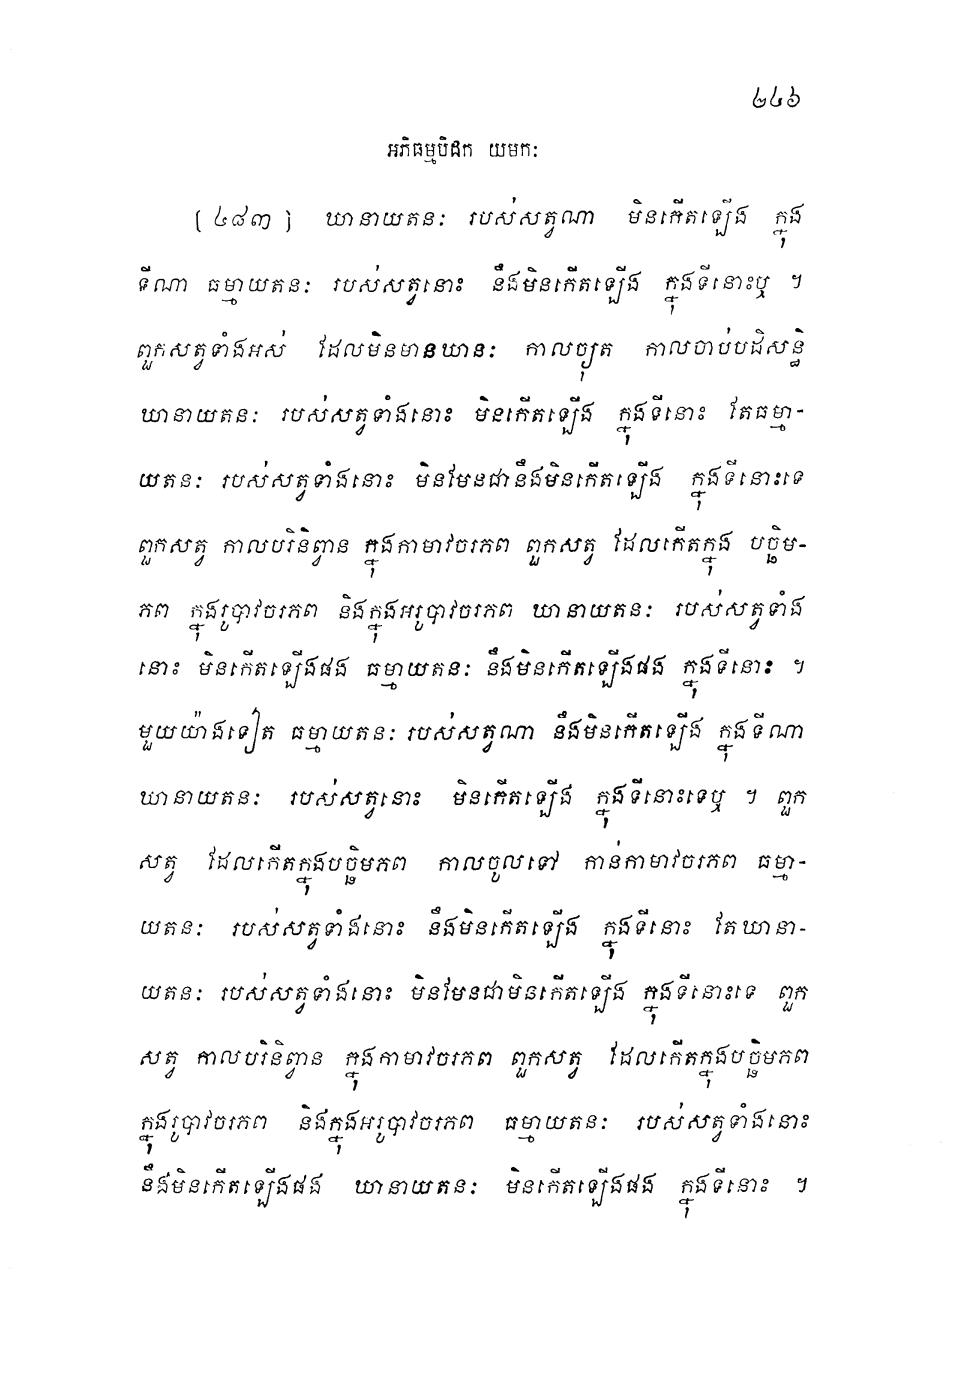 ២៤៦
អភិធម្មបិដក យមកៈ
[៤៨៣] ឃានាយតនៈ របស់សត្វណា មិនកើតឡើង ក្នុង
ទីណា ធម្មាយតនៈ របស់សត្វនោះ នឹងមិនកើតឡើង ក្នុងទីនោះឬ ។
ពួកសត្វទាំងអស់ ដែលមិនមានឃានៈ កាលច្យុត កាលចាប់បដិសន្ធិ
ឃានាយតនៈ របស់សត្វទាំងនោះ មិនកើតឡើង ក្នុងទីនោះ តែធម្មា-
យតនៈ របស់សត្វទាំងនោះ មិនមែនជានឹងមិនកើតឡើង ក្នុងទីនោះទេ
ពួកសត្វ កាលបរិនិព្វាន ក្នុងកាមាវចរភព ពួកសត្វ ដែលកើតក្នុង បច្ឆិម-
ភព ក្នុងរូបាវចរភព និងក្នុងអរូបាវចរភព ឃានាយតនៈ របស់សត្វទាំង
នោះ មិនកើតឡើងផង ធម្មាយតនៈ នឹងមិនកើតឡើងផង ក្នុងទីនោះ ។
មួយយ៉ាងទៀត ធម្មាយតនៈ របស់សត្វណា នឹងមិនកើតឡើង ក្នុងទីណា
ឃានាយតនៈ របស់សត្វនោះ មិនកើតឡើង ក្នុងទីនោះទេឬ ។ ពួក
សត្វ ដែលកើតក្នុងបច្ឆិមភព កាលចូលទៅ កាន់កាមាវចរភព ធម្មា-
យតនៈ របស់សត្វទាំងនោះ នឹងមិនកើតឡើង ក្នុងទីនោះ តែឃានា-
យតនៈ របស់សត្វទាំងនោះ មិនមែនជាមិនកើតឡើង ក្នុងទីនោះទេ ពួក
សត្វ កាលបរិនិព្វាន ក្នុងកាមាវចរភព ពួកសត្វ ដែលកើតក្នុងបច្ឆិមភព
ក្នុងរូបាវចរភព និងក្នុងអរូបាវចរភព ធម្មាយតនៈ របស់សត្វទាំងនោះ
នឹងមិនកើតឡើងផង ឃានាយតនៈ មិនកើតឡើងផង ក្នុងទីនោះ ។